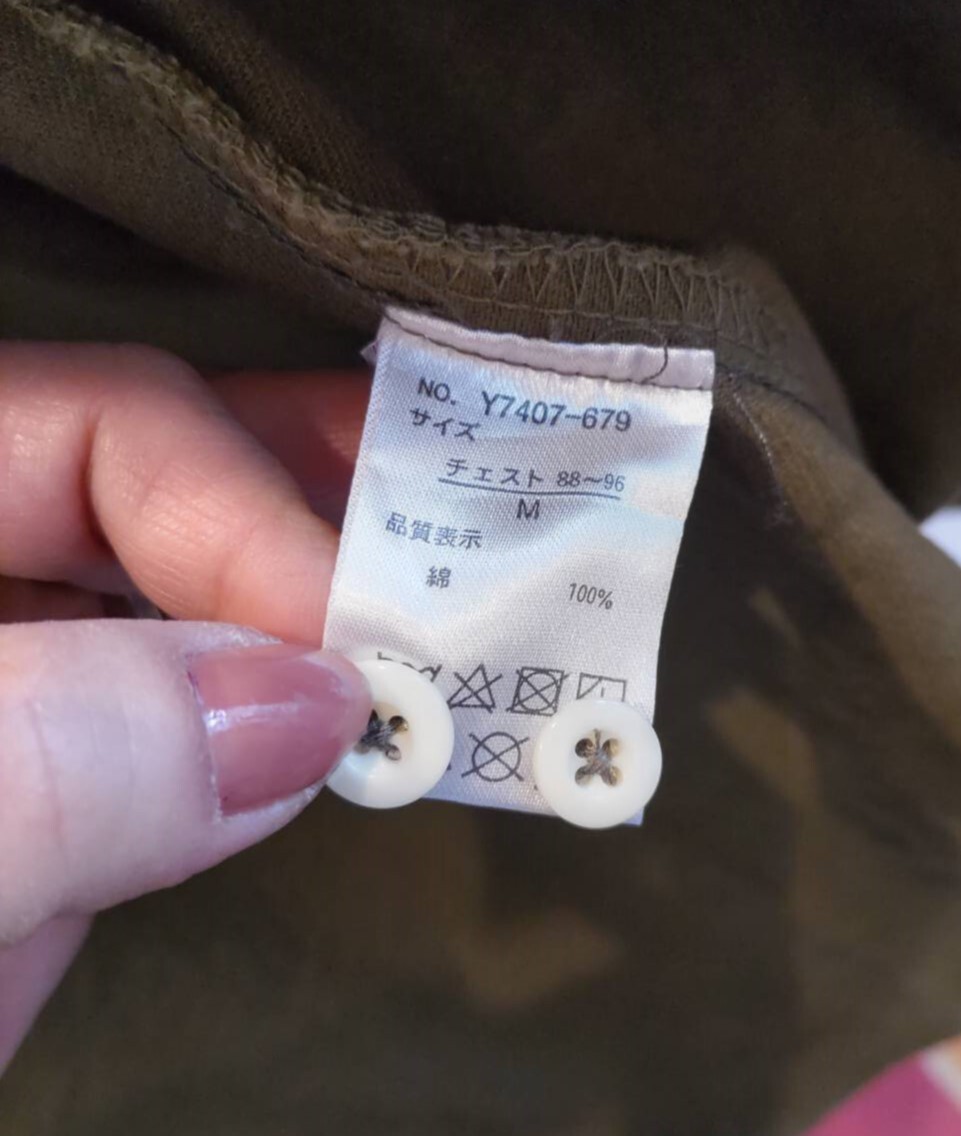 NO. Y7407-679
サイズ
チェスト 88～96
M
品質表示
綿 100%